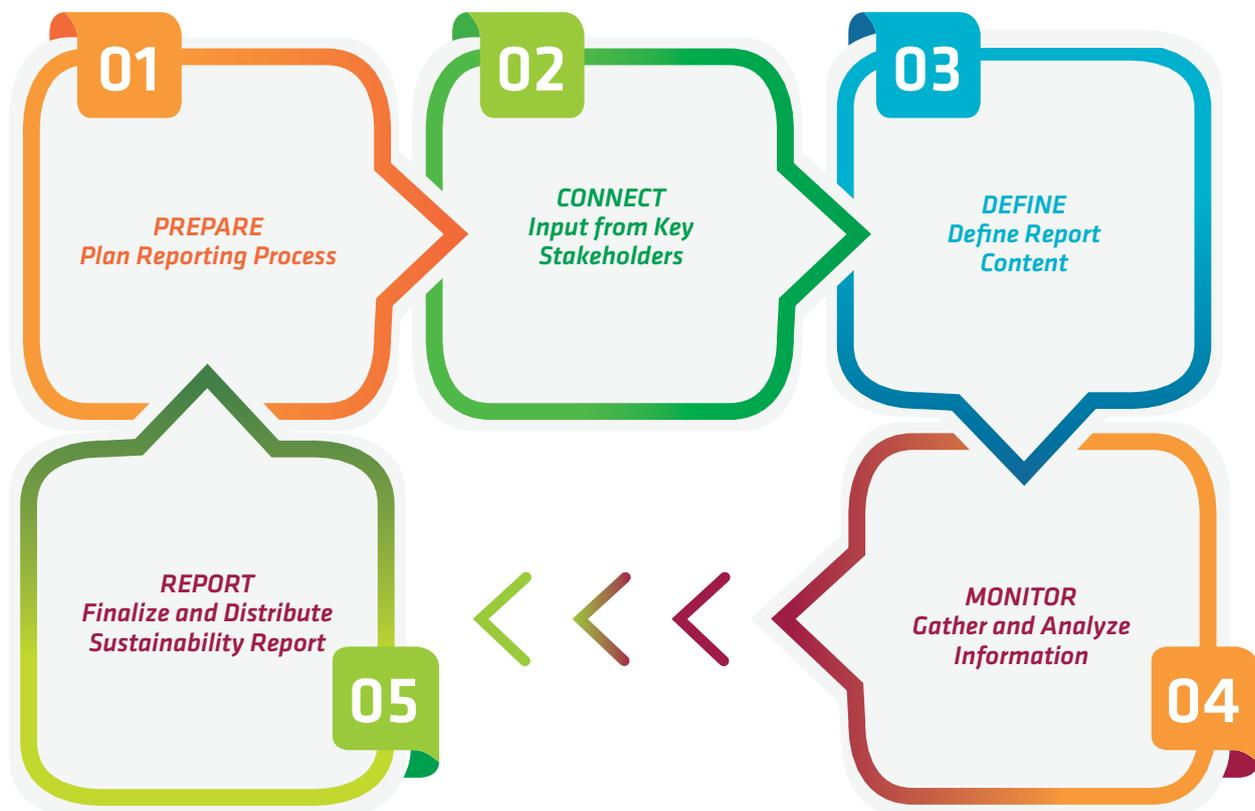 01
PREPARE
Plan Reporting Process
02
CONNECT
Input from Key
Stakeholders
03
DEFINE
Define Report
Content
04
MONITOR
Gather and Analyze
Information
05
REPORT
Finalize and Distribute
Sustainability Report